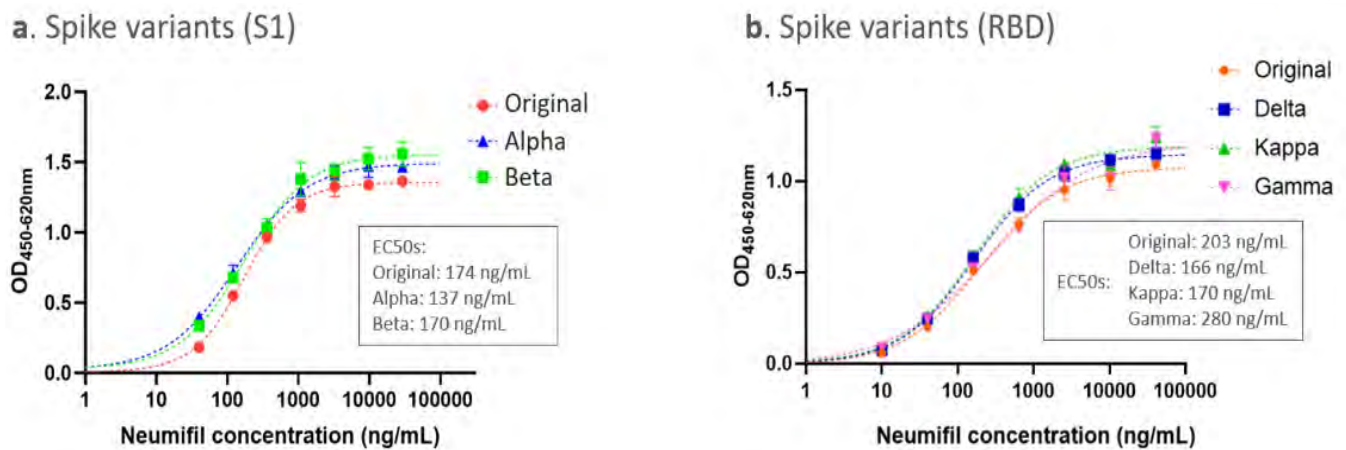 a. Spike variants (S1)
2.0
1.5
1.0
0.5
0.0
OD450-620nm
1 10 100 1000 10000 100000
Neumifil concentration (ng/mL)
Original
Alpha
Beta
EC50s:
Original: 174 ng/mL
Alpha: 137 ng/mL
Beta: 170 ng/mL
b. Spike variants (RBD)
1.5
1.0
0.5
0.0
OD450-620nm
1 10 100 1000 10000 100000
Neumifil concentration (ng/mL)
Original
Delta
Kappa
Gamma
EC50s:
Original: 203 ng/mL
Delta: 166 ng/mL
Kappa: 170 ng/mL
Gamma: 280 ng/mL